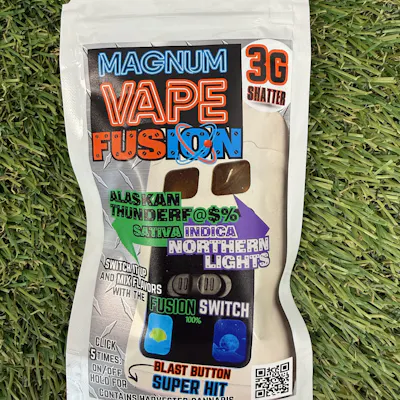 MAGNUM
VAPE
FUSION
3G
SHATTER
ALASKAN
THUNDERF@$%
SATIVA INDICA
NORTHERN
LIGHTS
SWITCH IT UP
AND MIX FLAVORS
WITH THE
FUSION SWITCH
100%
CLICK
5 TIMES:
ON/OFF
HOLD FOR
BLAST BUTTON
SUPER HIT
CONTAINS HARVESTED CANNABIS